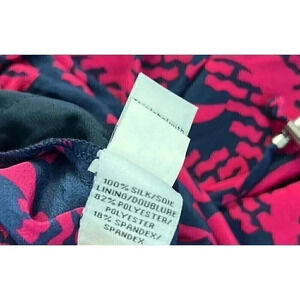 100% SILK/SOIE
LINING/DOUBLURE
82% POLYESTER/
POLYESTER
18% SPANDEX/
SPANDEX